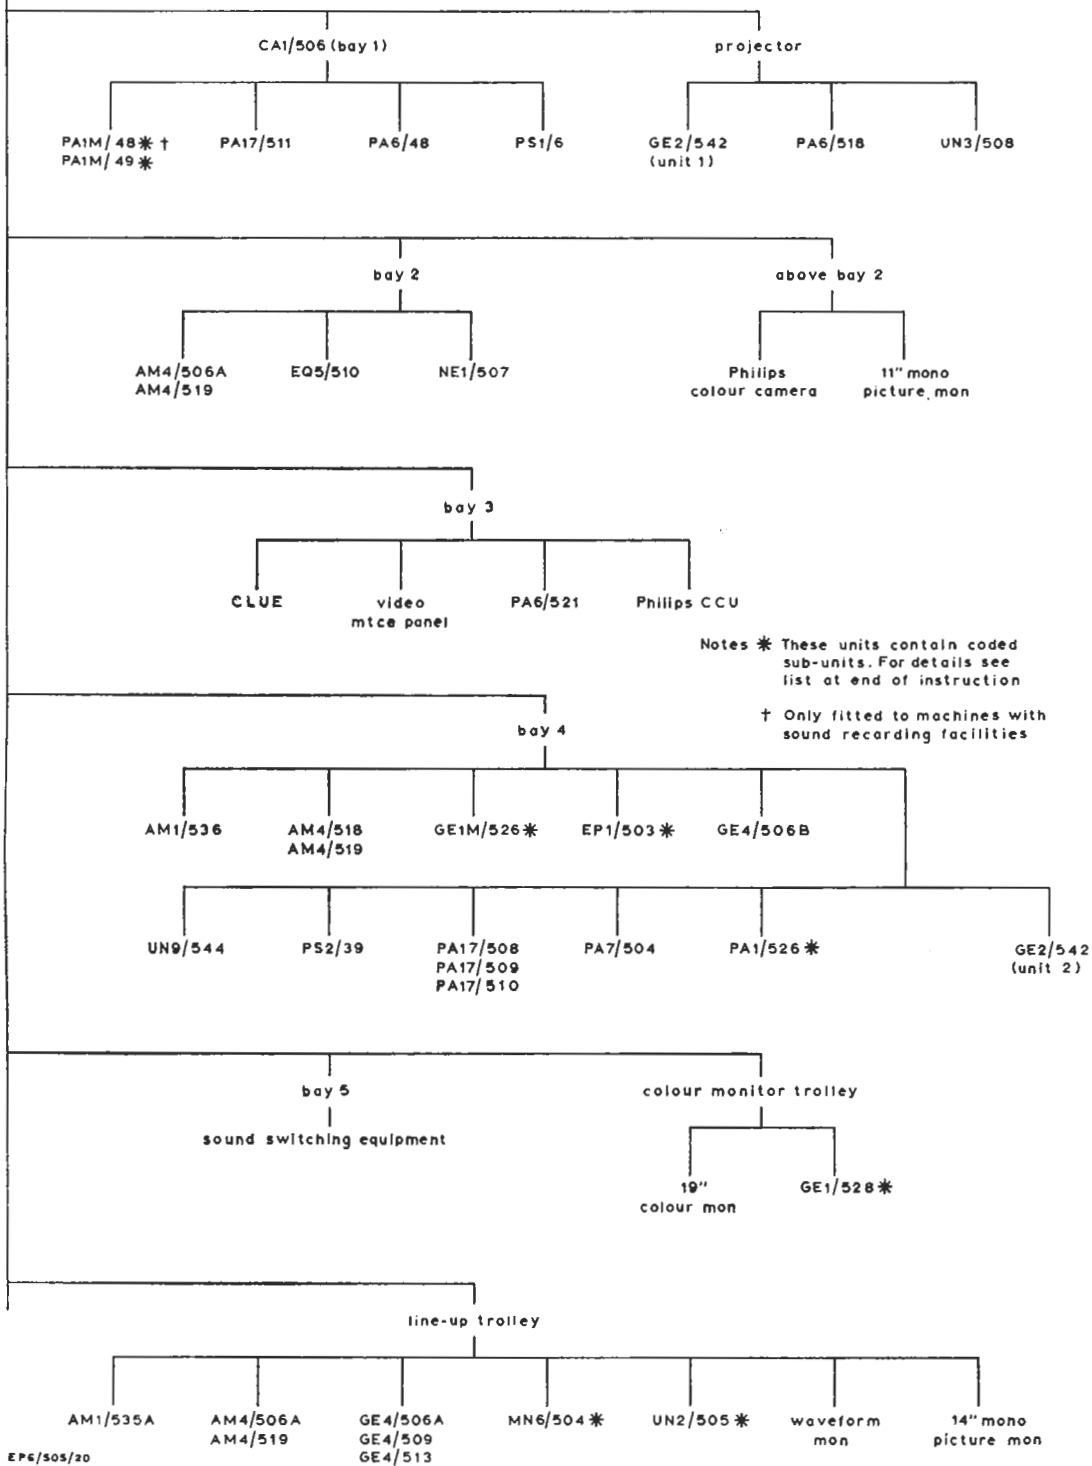 CA1/506 (bay 1)
projector
PA1M/48 * †
PA1M/49 *
PA17/511
PA6/48
PS1/6
GE2/542
(unit 1)
PA6/518
UN3/508
bay 2
above bay 2
AM4/506A
AM4/519
EQ5/510
NE1/507
Philips
colour camera
11" mono
picture mon
bay 3
CLUE
video
mtce panel
PA6/521
Philips CCU
Notes * These units contain coded
sub-units. For details see
list at end of instruction
† Only fitted to machines with
sound recording facilities
bay 4
AM1/536
AM4/518
AM4/519
GE1M/526 *
EP1/503 *
GE4/506B
UN9/544
PS2/39
PA17/508
PA17/509
PA17/510
PA7/504
PA1/526 *
GE2/542
(unit 2)
bay 5
colour monitor trolley
sound switching equipment
19"
colour mon
GE1/528 *
line-up trolley
AM1/535A
AM4/506A
AM4/519
GE4/506A
GE4/509
GE4/513
MN6/504 *
UN2/505 *
waveform
mon
14" mono
picture mon
EP6/505/20